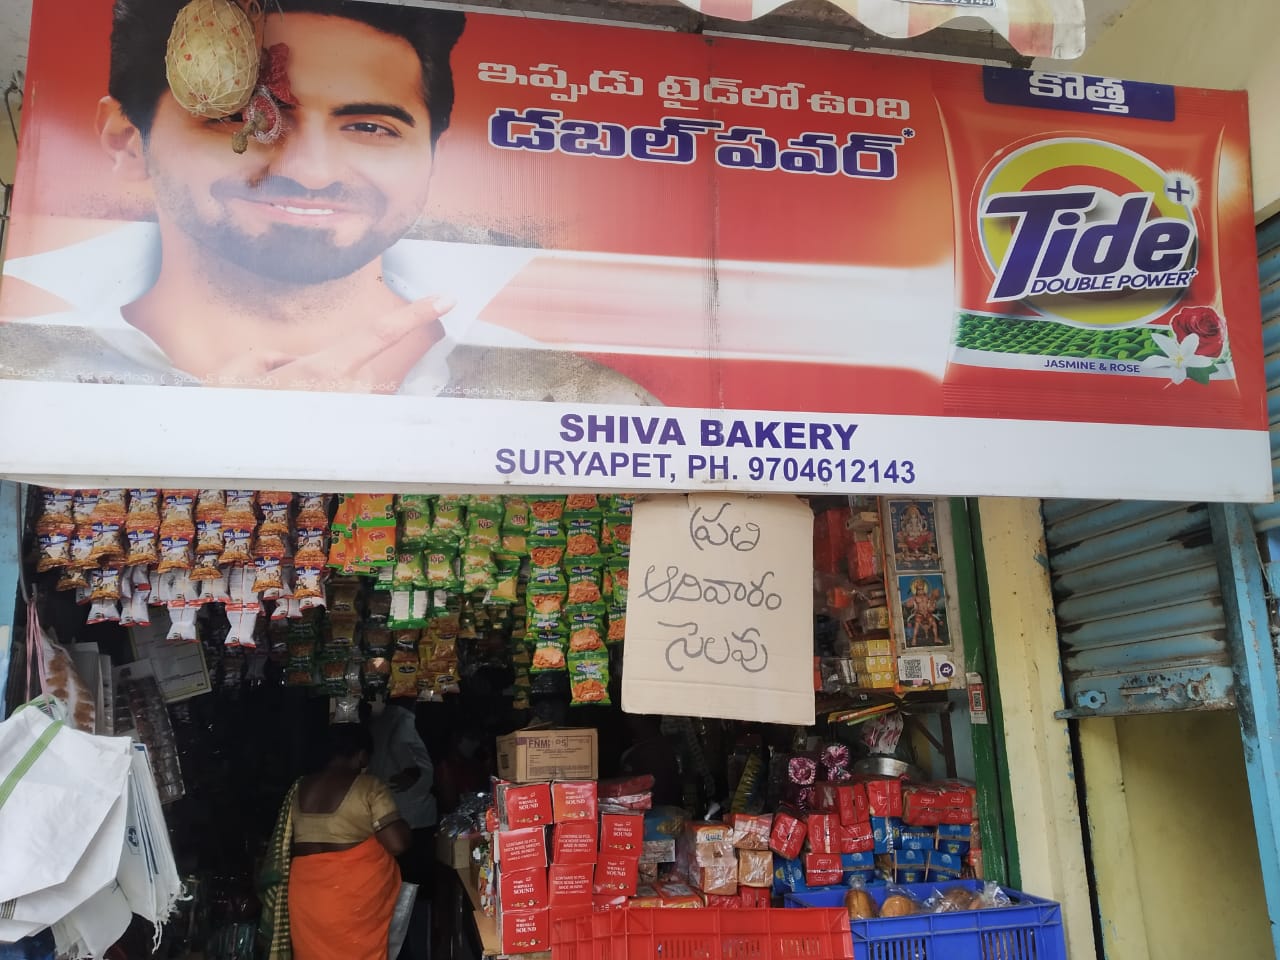 ఇప్పుడు టైడ్‌లో ఉంది
డబల్ పవర్*
కొత్త
Tide+
DOUBLE POWER+
JASMINE & ROSE
SHIVA BAKERY
SURYAPET, PH. 9704612143
ప్రతి
ఆదివారం
సెలవు